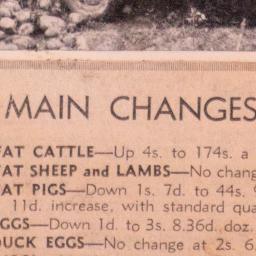 MAIN CHANGES
FAT CATTLE—Up 4s. to 174s. a
FAT SHEEP and LAMBS—No chang
FAT PIGS—Down 1s. 7d. to 44s. 9
11d. increase, with standard qua
EGGS—Down 1d. to 3s. 8.36d. doz.
DUCK EGGS—No change at 2s. 6.